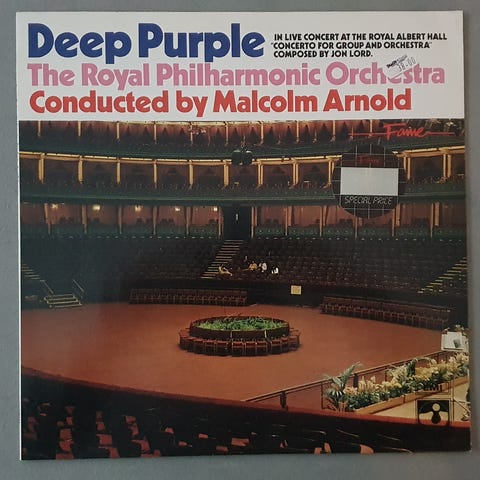 Deep Purple
IN LIVE CONCERT AT THE ROYAL ALBERT HALL
"CONCERTO FOR GROUP AND ORCHESTRA"
COMPOSED BY JON LORD.
The Royal Philharmonic Orchestra
Conducted by Malcolm Arnold
Fame
SPECIAL PRICE